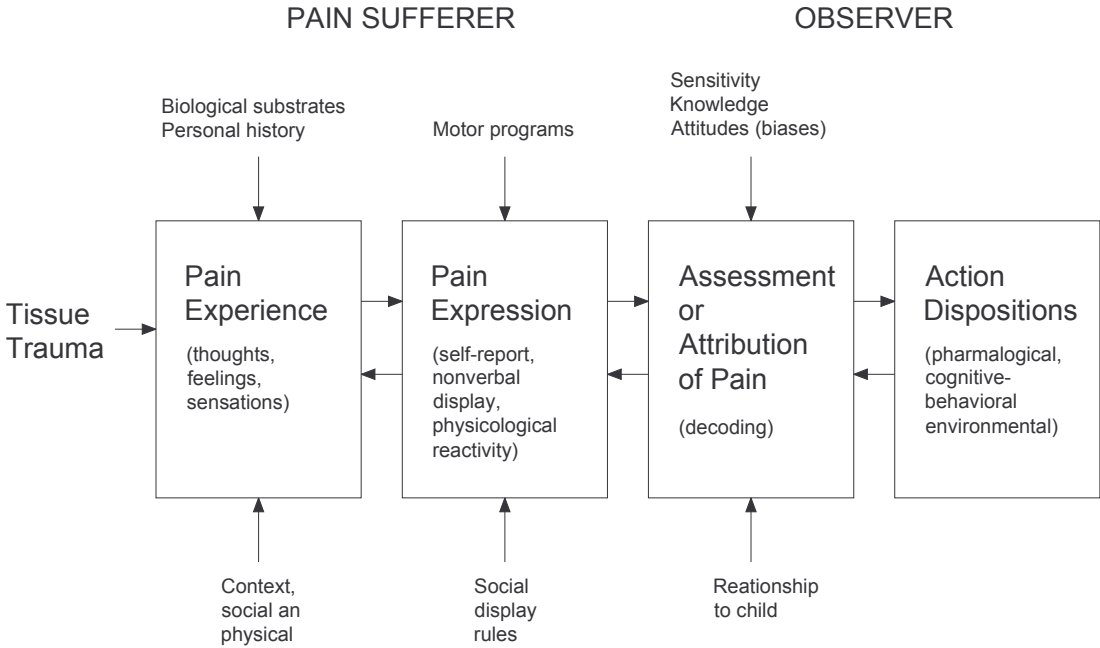 PAIN SUFFERER
OBSERVER
Biological substrates
Personal history
Motor programs
Sensitivity
Knowledge
Attitudes (biases)
Tissue
Trauma
Pain
Experience
(thoughts,
feelings,
sensations)
Pain
Expression
(self-report,
nonverbal
display,
physicological
reactivity)
Assessment
or
Attribution
of Pain
(decoding)
Action
Dispositions
(pharmalogical,
cognitive-
behavioral
environmental)
Context,
social an
physical
Social
display
rules
Reationship
to child